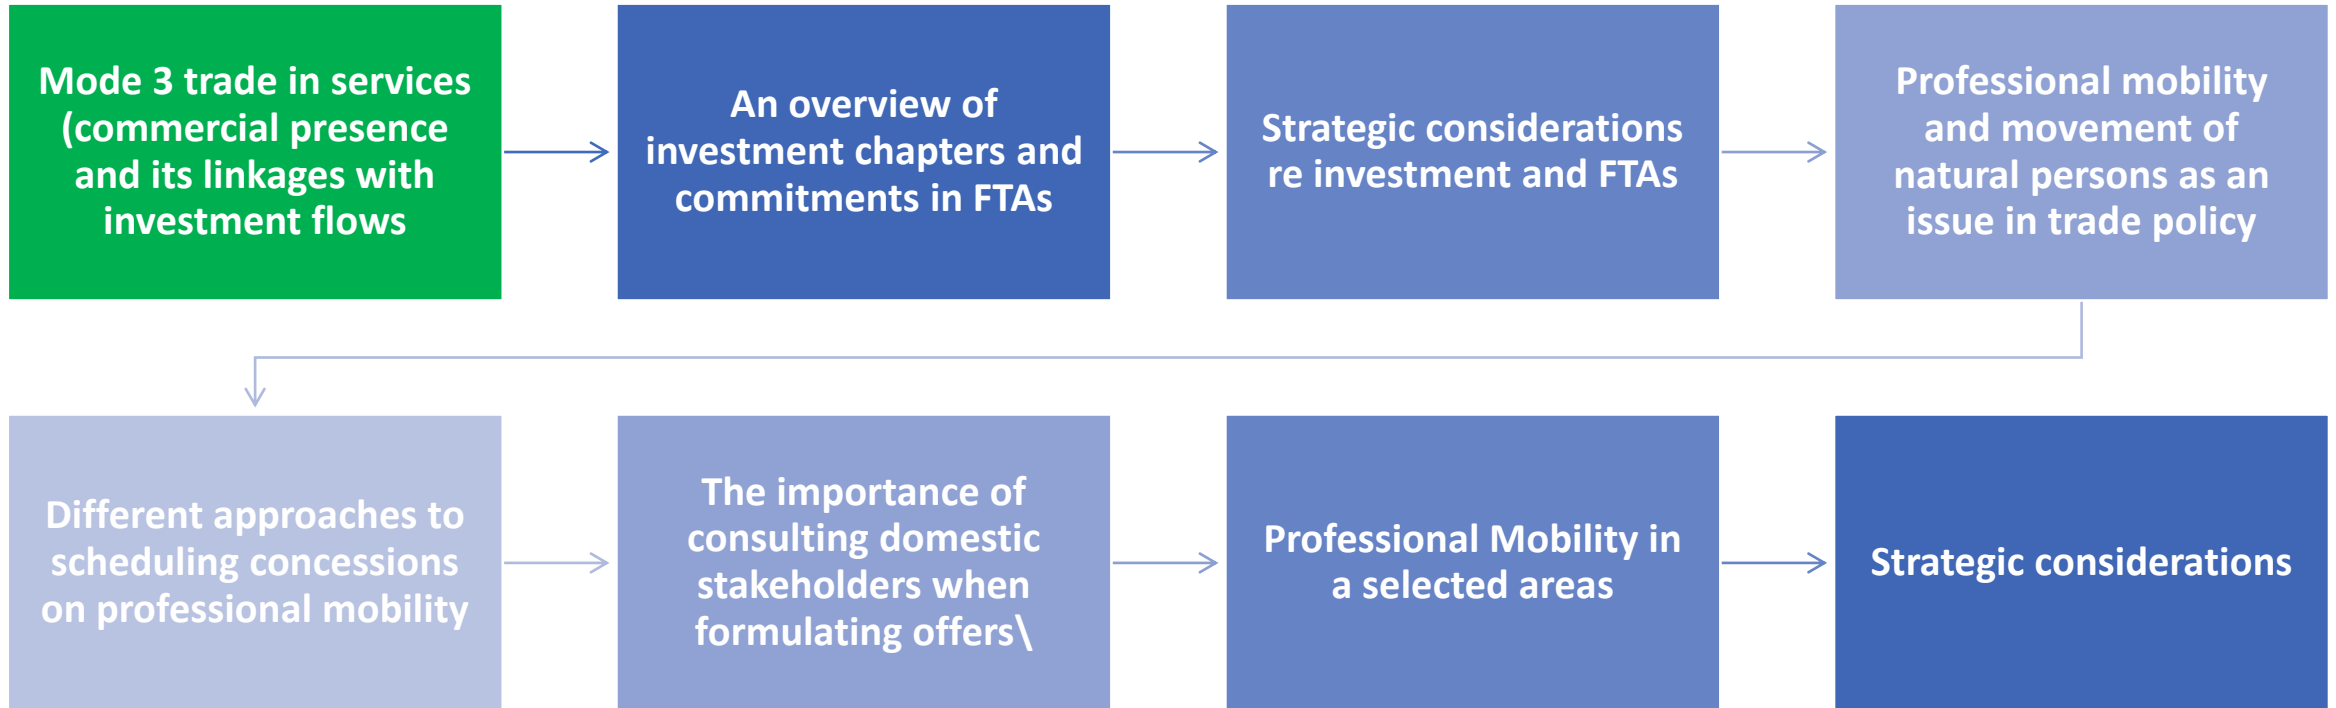 Mode 3 trade in services
(commercial presence
and its linkages with
investment flows
An overview of
investment chapters and
commitments in FTAs
Strategic considerations
re investment and FTAs
Professional mobility
and movement of
natural persons as an
issue in trade policy
Different approaches to
scheduling concessions
on professional mobility
The importance of
consulting domestic
stakeholders when
formulating offers\
Professional Mobility in
a selected areas
Strategic considerations